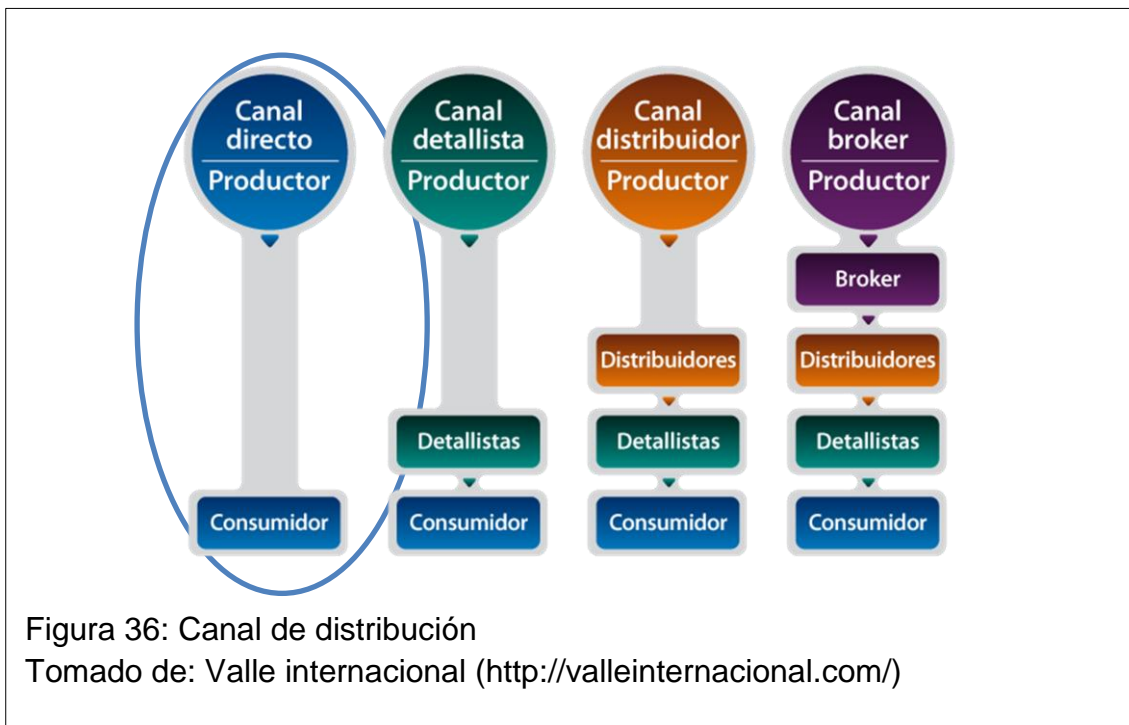 Canal
directo
Productor
Consumidor
Canal
detallista
Productor
Detallistas
Consumidor
Canal
distribuidor
Productor
Distribuidores
Detallistas
Consumidor
Canal
broker
Productor
Broker
Distribuidores
Detallistas
Consumidor
Figura 36: Canal de distribución
Tomado de: Valle internacional (http://valleinternacional.com/)